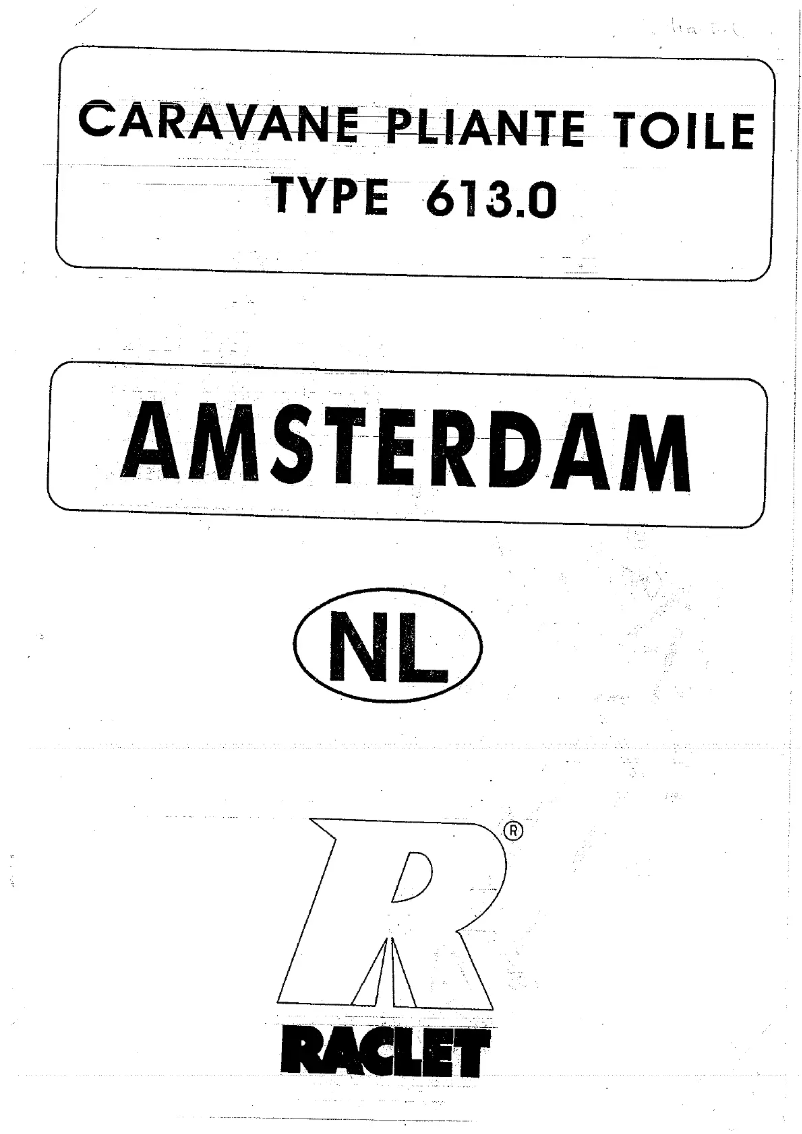 CARAVANE PLIANTE TOILE
TYPE 613.0
AMSTERDAM
NL
®
RACLET